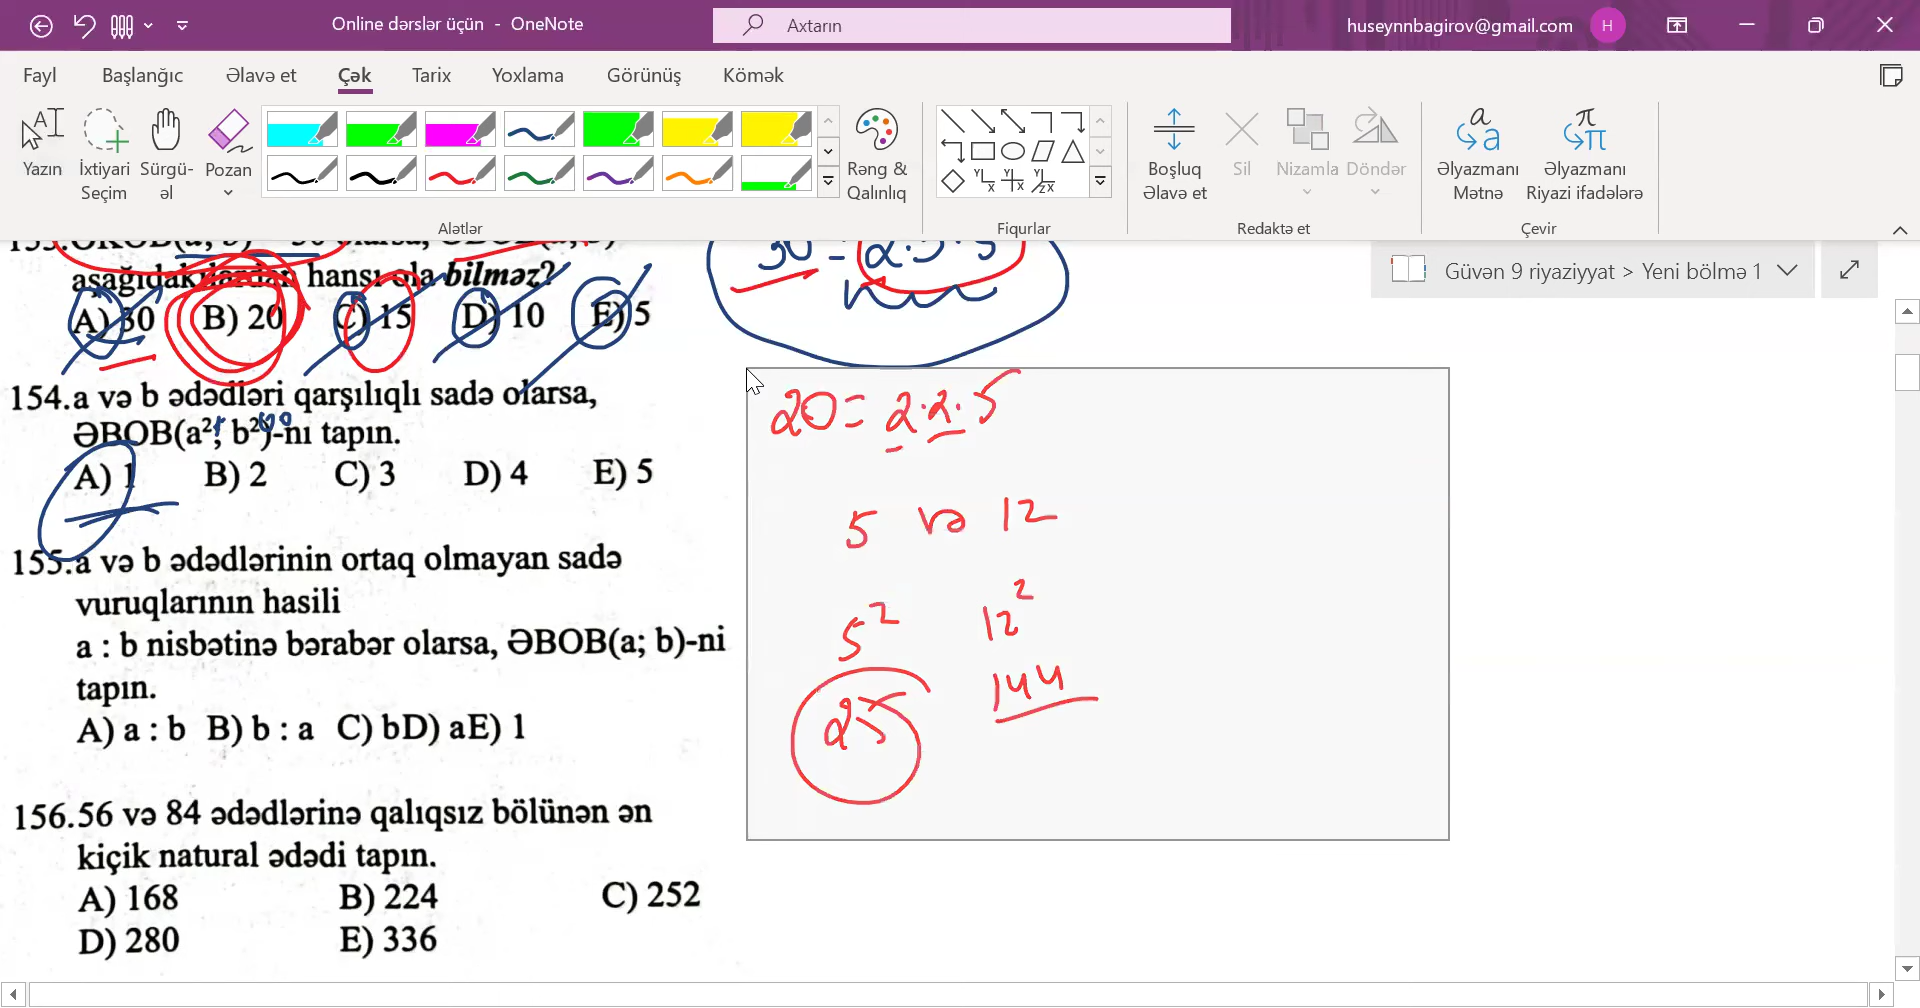 Online dərslər üçün - OneNote
Axtarın
huseynnbagirov@gmail.com
H
Fayl Başlanğıc Əlavə et Çək Tarix Yoxlama Görünüş Kömək
Yazın
İxtiyari Seçim
Sürgü-əl
Pozan
Rəng & Qalınlıq
Boşluq Əlavə et
Sil
Nizamla
Döndər
Əlyazmanı Mətnə
Əlyazmanı Riyazi ifadələrə
Alətlər
Fiqurlar
Redaktə et
Çevir
Güvən 9 riyaziyyat > Yeni bölmə 1
aşağıdakılardan hansı ola bilməz?
A) 30 B) 20 C) 15 D) 10 E) 5
154.a və b ədədləri qarşılıqlı sadə olarsa,
ƏBOB(a²; b²)-nı tapın.
A) 1 B) 2 C) 3 D) 4 E) 5
155.a və b ədədlərinin ortaq olmayan sadə
vuruqlarının hasili
a : b nisbətinə bərabər olarsa, ƏBOB(a; b)-ni
tapın.
A) a : b B) b : a C) bD) aE) 1
156.56 və 84 ədədlərinə qalıqsız bölünən ən
kiçik natural ədədi tapın.
A) 168 B) 224 C) 252
D) 280 E) 336
20 = 2·2·5
5 və 12
5² 12²
25 144